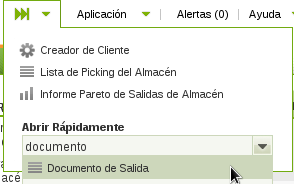 Aplicación Alertas (0) Ayuda
Creador de Cliente
Lista de Picking del Almacén
Informe Pareto de Salidas de Almacén
Abrir Rápidamente
documento
Documento de Salida